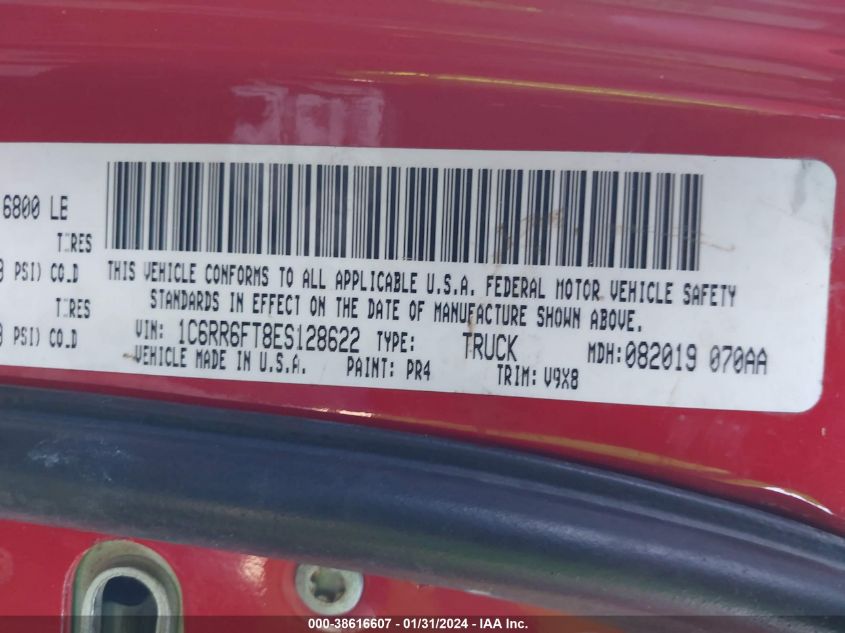 6800 LE
TIRES
PSI) COLD
TIRES
PSI) COLD
THIS VEHICLE CONFORMS TO ALL APPLICABLE U.S.A. FEDERAL MOTOR VEHICLE SAFETY
STANDARDS IN EFFECT ON THE DATE OF MANUFACTURE SHOWN ABOVE.
VIN: 1C6RR6FT8ES128622 TYPE: TRUCK MDH:082019 070AA
VEHICLE MADE IN U.S.A. PAINT: PR4 TRIM: V9X8
000-38616607 - 01/31/2024 - IAA Inc.